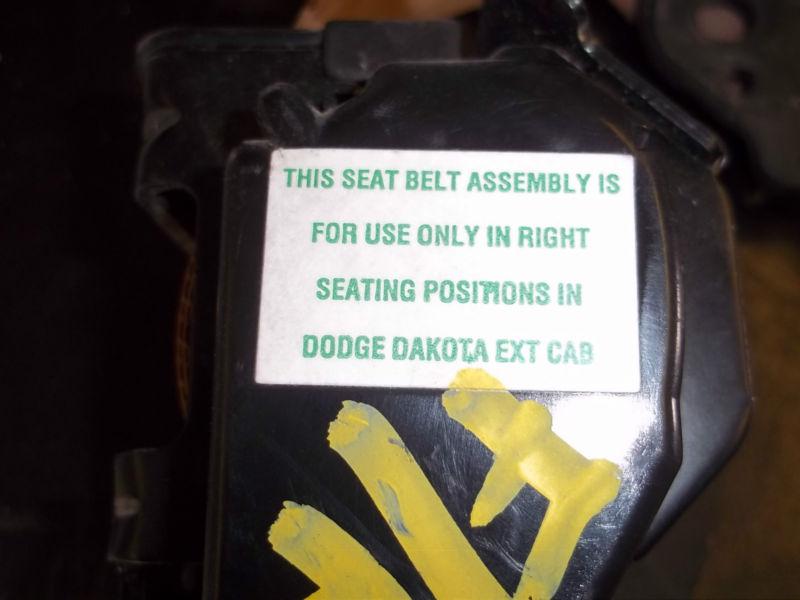 THIS SEAT BELT ASSEMBLY IS
FOR USE ONLY IN RIGHT
SEATING POSITIONS IN
DODGE DAKOTA EXT CAB